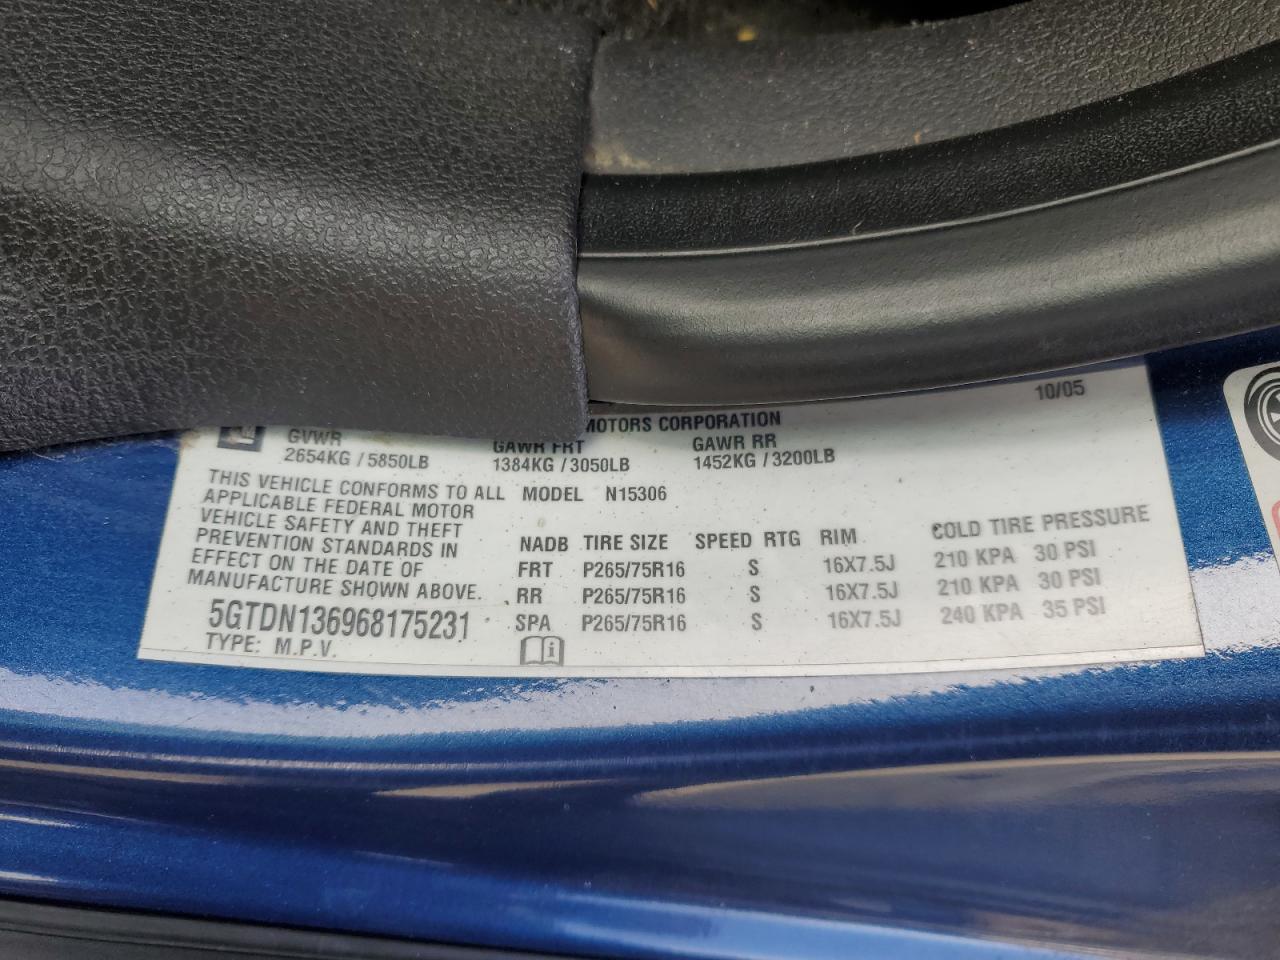 10/05
MOTORS CORPORATION
GM
GVWR GAWR FRT GAWR RR
2654KG / 5850LB 1384KG / 3050LB 1452KG / 3200LB
THIS VEHICLE CONFORMS TO ALL
APPLICABLE FEDERAL MOTOR
VEHICLE SAFETY AND THEFT
PREVENTION STANDARDS IN
EFFECT ON THE DATE OF
MANUFACTURE SHOWN ABOVE.
5GTDN136968175231
TYPE: M.P.V.
MODEL N15306
NADB TIRE SIZE SPEED RTG RIM COLD TIRE PRESSURE
FRT P265/75R16 S 16X7.5J 210 KPA 30 PSI
RR P265/75R16 S 16X7.5J 210 KPA 30 PSI
SPA P265/75R16 S 16X7.5J 240 KPA 35 PSI